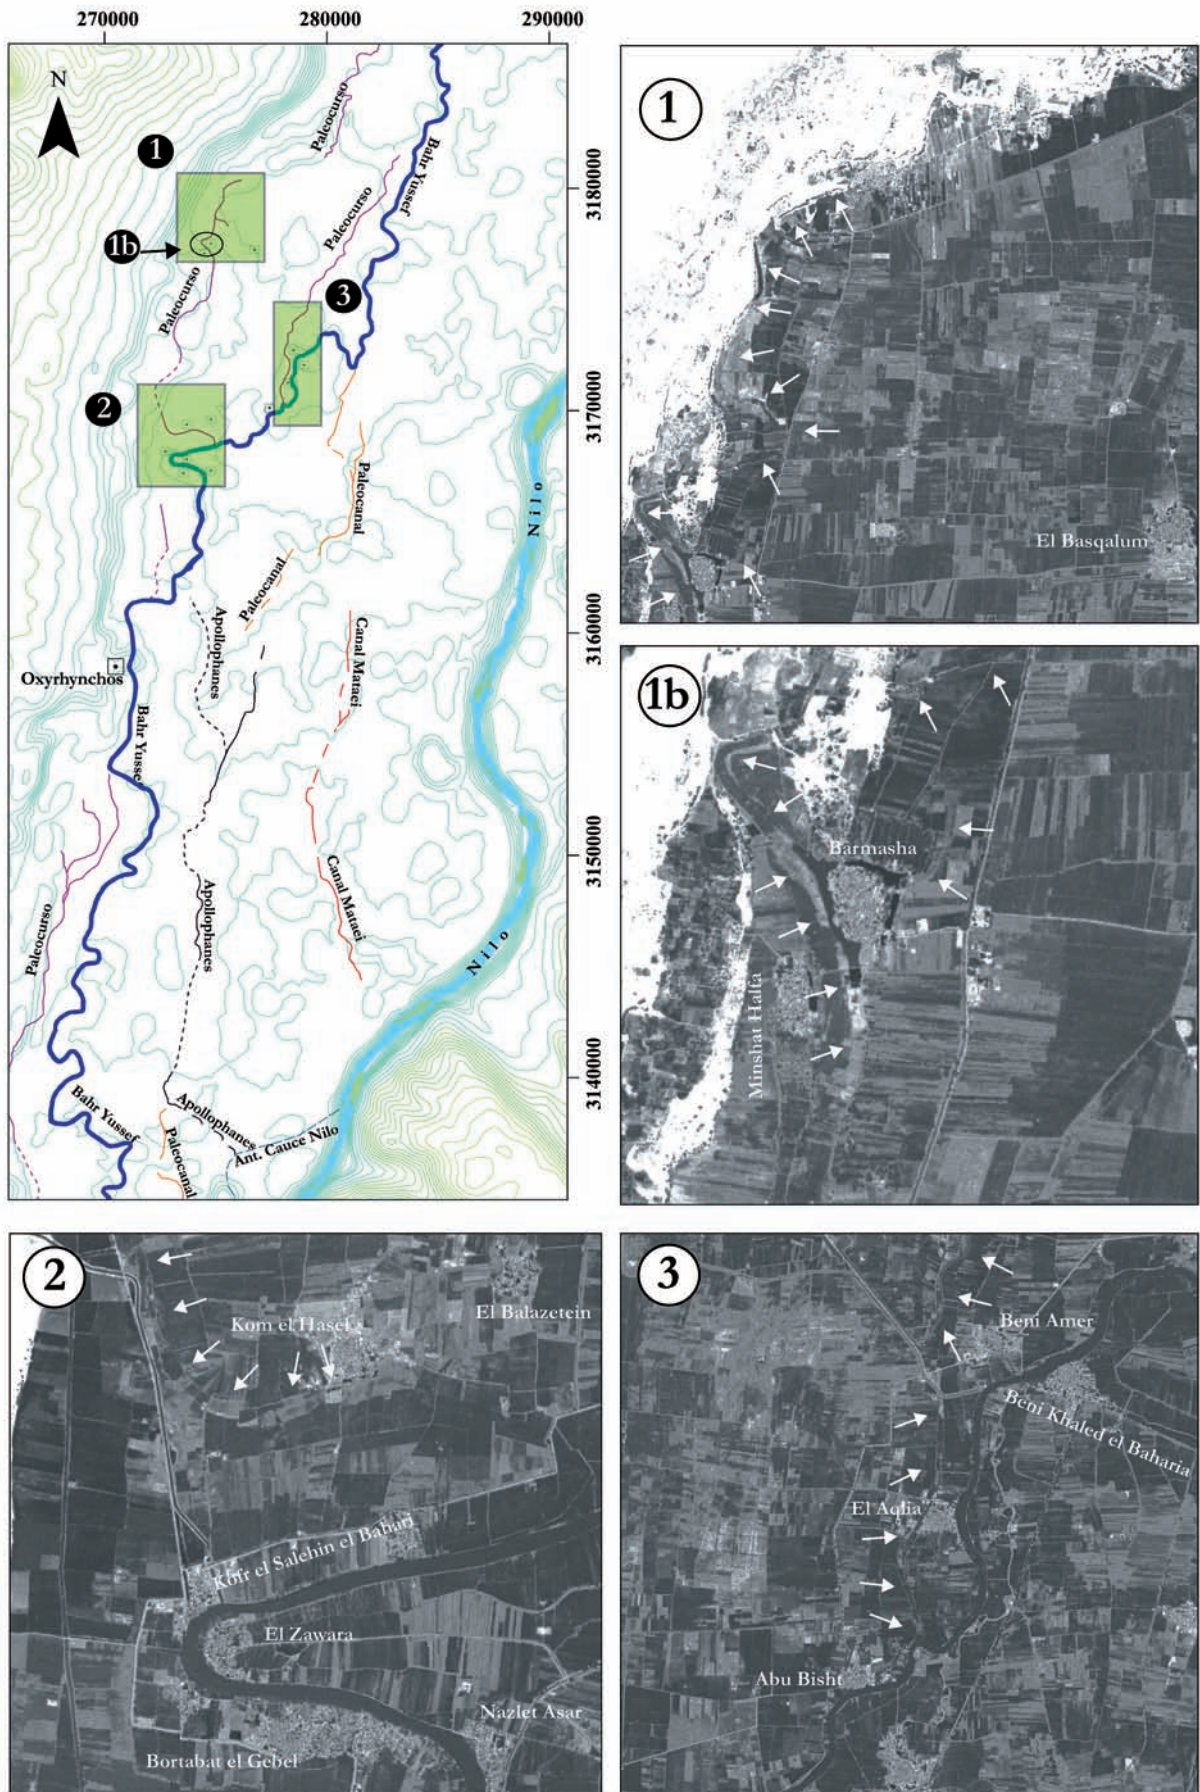 270000
280000
290000
N
1
1b
3
2
Paleocurso
Bahr Yussef
Paleocurso
Paleocurso
3180000
3170000
3160000
3150000
3140000
Nilo
Paleocanal
Paleocanal
Apollophanes
Canal Mataei
Oxyrhynchos
Bahr Yussef
Apollophanes
Canal Mataei
Paleocurso
Nilo
Bahr Yussef
Apollophanes
Ant. Cauce Nilo
Paleocanal
1
El Basqalum
1b
Barmasha
Minshat Halfa
2
Kom el Hasel
El Balazetein
Kofr el Salehin el Bahari
El Zawara
Nazlet Asar
Bortabat el Gebel
3
Beni Amer
Beni Khaled el Baharia
El Aqlia
Abu Bisht